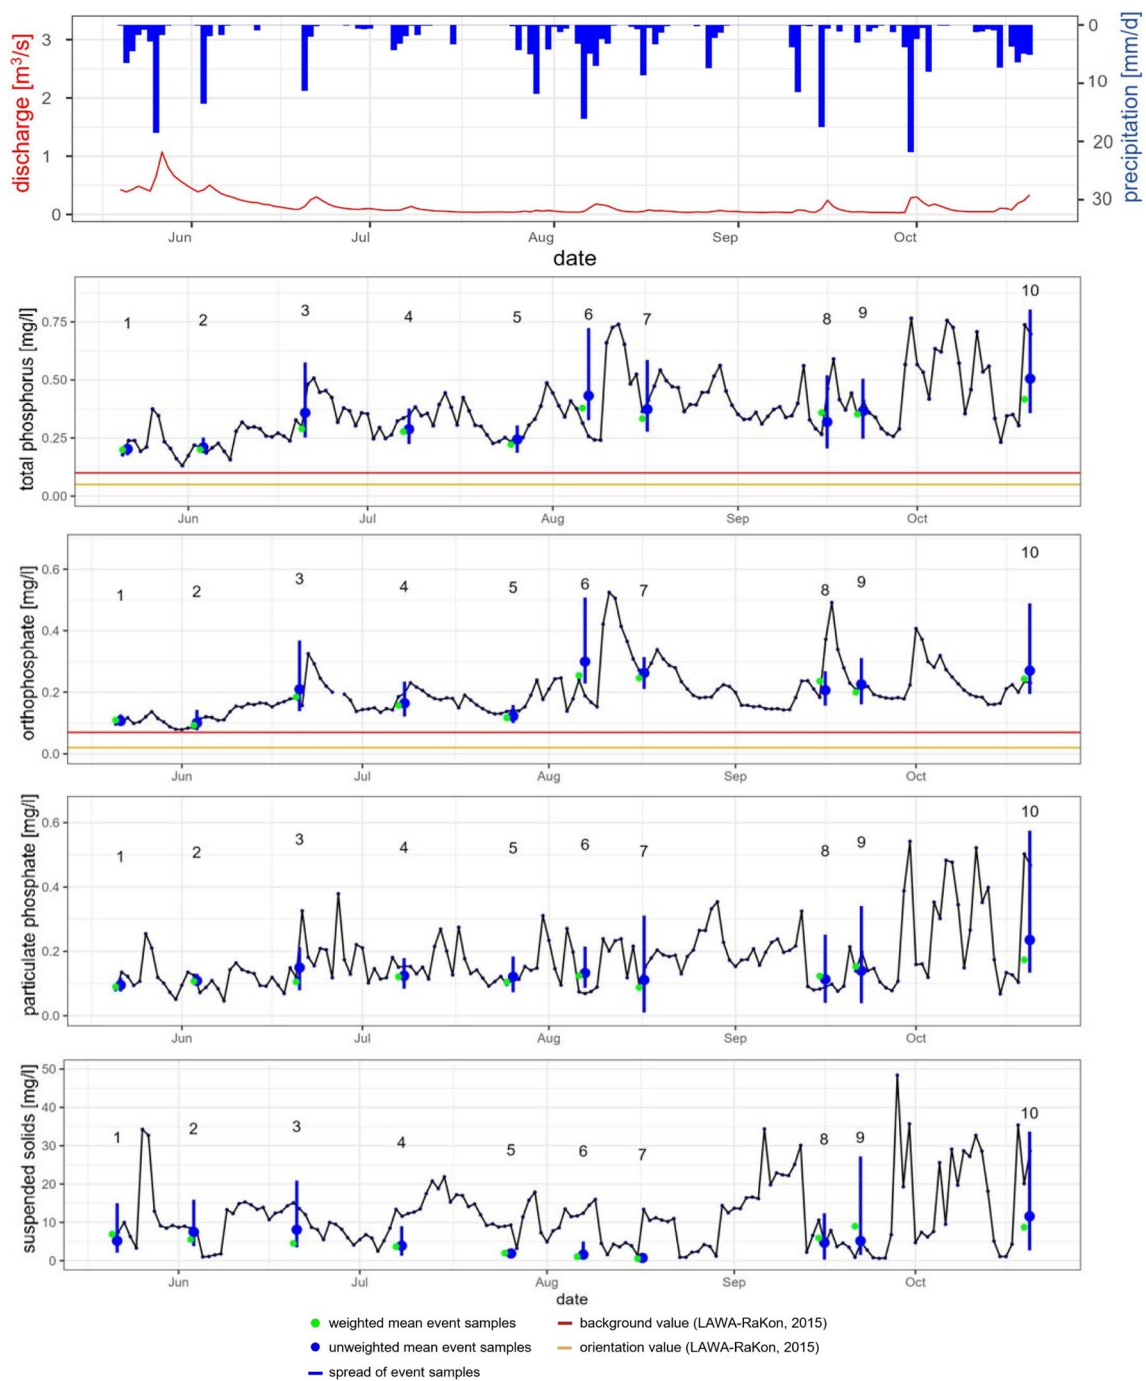 discharge [m³/s]
3
2
1
0
0
10
20
30
precipitation [mm/d]
Jun Jul Aug Sep Oct
date
total phosphorus [mg/l]
0.75
0.50
0.25
0.00
1 2 3 4 5 6 7 8 9 10
Jun Jul Aug Sep Oct
orthophosphate [mg/l]
0.6
0.4
0.2
0.0
1 2 3 4 5 6 7 8 9 10
Jun Jul Aug Sep Oct
particulate phosphate [mg/l]
0.6
0.4
0.2
0.0
1 2 3 4 5 6 7 8 9 10
Jun Jul Aug Sep Oct
suspended solids [mg/l]
50
40
30
20
10
0
1 2 3 4 5 6 7 8 9 10
Jun Jul Aug Sep Oct
date
weighted mean event samples
unweighted mean event samples
spread of event samples
background value (LAWA-RaKon, 2015)
orientation value (LAWA-RaKon, 2015)